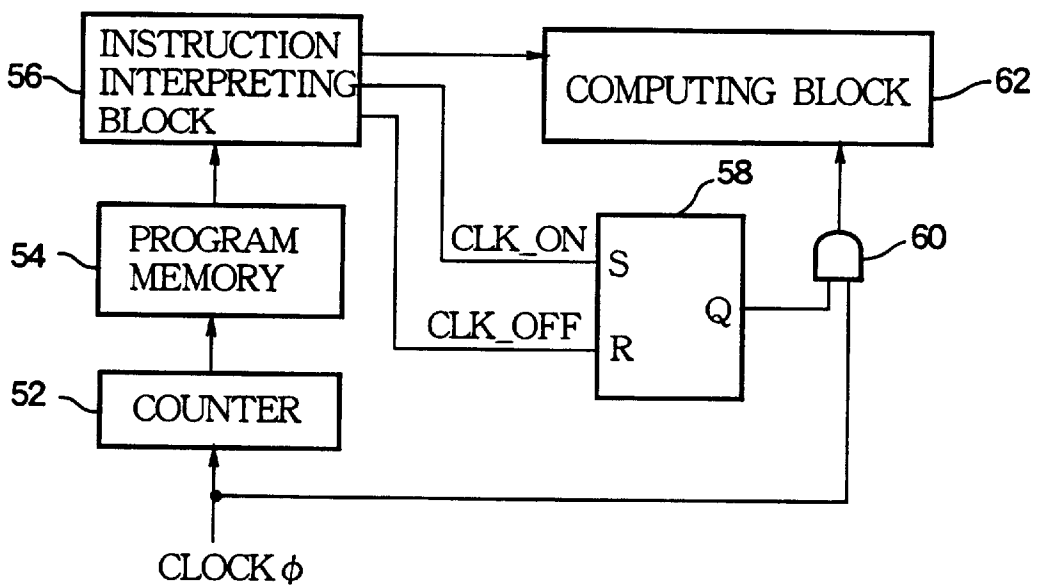 56
INSTRUCTION
INTERPRETING
BLOCK
COMPUTING BLOCK
62
58
54
PROGRAM
MEMORY
CLK_ON
S
60
Q
CLK_OFF
R
52
COUNTER
CLOCK ϕ